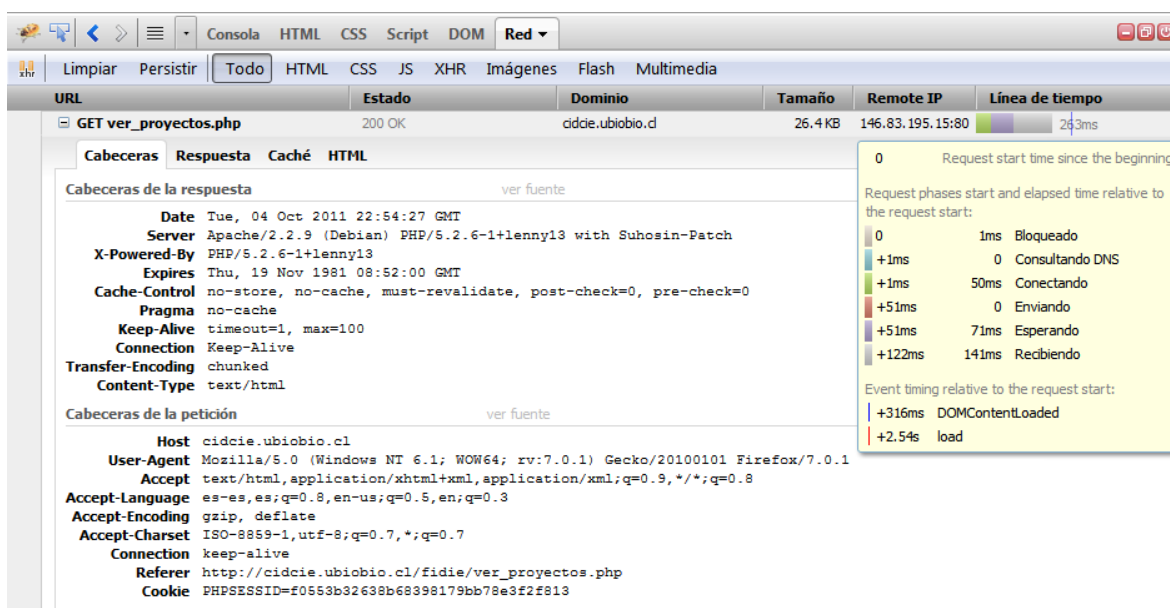 Consola HTML CSS Script DOM Red
xhr Limpiar Persistir Todo HTML CSS JS XHR Imágenes Flash Multimedia
URL Estado Dominio Tamaño Remote IP Línea de tiempo
GET ver_proyectos.php 200 OK cidcie.ubiobio.cl 26.4 KB 146.83.195.15:80 263ms
Cabeceras Respuesta Caché HTML
Cabeceras de la respuesta ver fuente
Date Tue, 04 Oct 2011 22:54:27 GMT
Server Apache/2.2.9 (Debian) PHP/5.2.6-1+lenny13 with Suhosin-Patch
X-Powered-By PHP/5.2.6-1+lenny13
Expires Thu, 19 Nov 1981 08:52:00 GMT
Cache-Control no-store, no-cache, must-revalidate, post-check=0, pre-check=0
Pragma no-cache
Keep-Alive timeout=1, max=100
Connection Keep-Alive
Transfer-Encoding chunked
Content-Type text/html
Cabeceras de la petición ver fuente
Host cidcie.ubiobio.cl
User-Agent Mozilla/5.0 (Windows NT 6.1; WOW64; rv:7.0.1) Gecko/20100101 Firefox/7.0.1
Accept text/html,application/xhtml+xml,application/xml;q=0.9,*/*;q=0.8
Accept-Language es-es,es;q=0.8,en-us;q=0.5,en;q=0.3
Accept-Encoding gzip, deflate
Accept-Charset ISO-8859-1,utf-8;q=0.7,*;q=0.7
Connection keep-alive
Referer http://cidcie.ubiobio.cl/fidie/ver_proyectos.php
Cookie PHPSESSID=f0553b32638b68398179bb78e3f2f813
0 Request start time since the beginning
Request phases start and elapsed time relative to
the request start:
0 1ms Bloqueado
+1ms 0 Consultando DNS
+1ms 50ms Conectando
+51ms 0 Enviando
+51ms 71ms Esperando
+122ms 141ms Recibiendo
Event timing relative to the request start:
+316ms DOMContentLoaded
+2.54s load